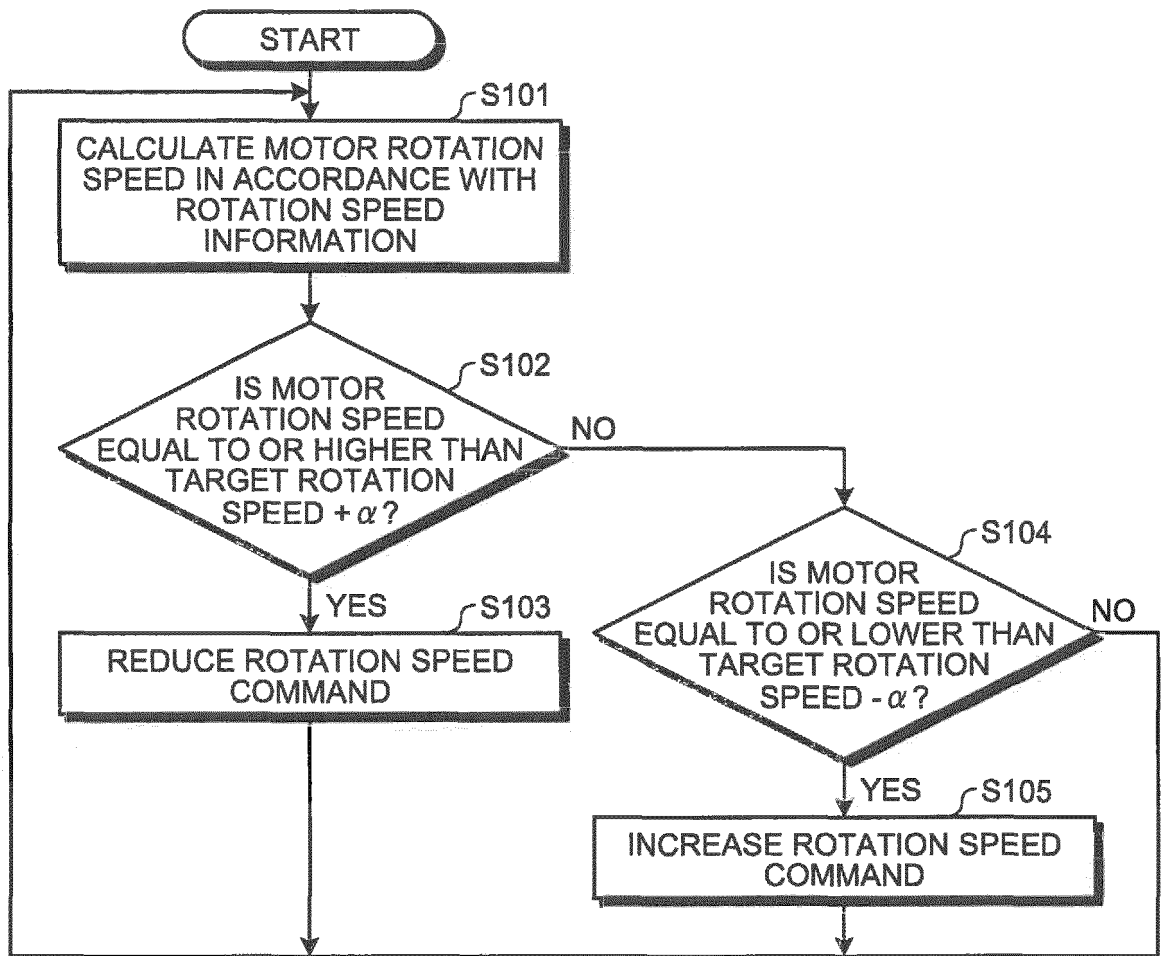 START
S101
CALCULATE MOTOR ROTATION
SPEED IN ACCORDANCE WITH
ROTATION SPEED
INFORMATION
S102
IS MOTOR
ROTATION SPEED
EQUAL TO OR HIGHER THAN
TARGET ROTATION
SPEED + α?
NO
YES
S103
REDUCE ROTATION SPEED
COMMAND
S104
IS MOTOR
ROTATION SPEED
EQUAL TO OR LOWER THAN
TARGET ROTATION
SPEED - α?
NO
YES
S105
INCREASE ROTATION SPEED
COMMAND